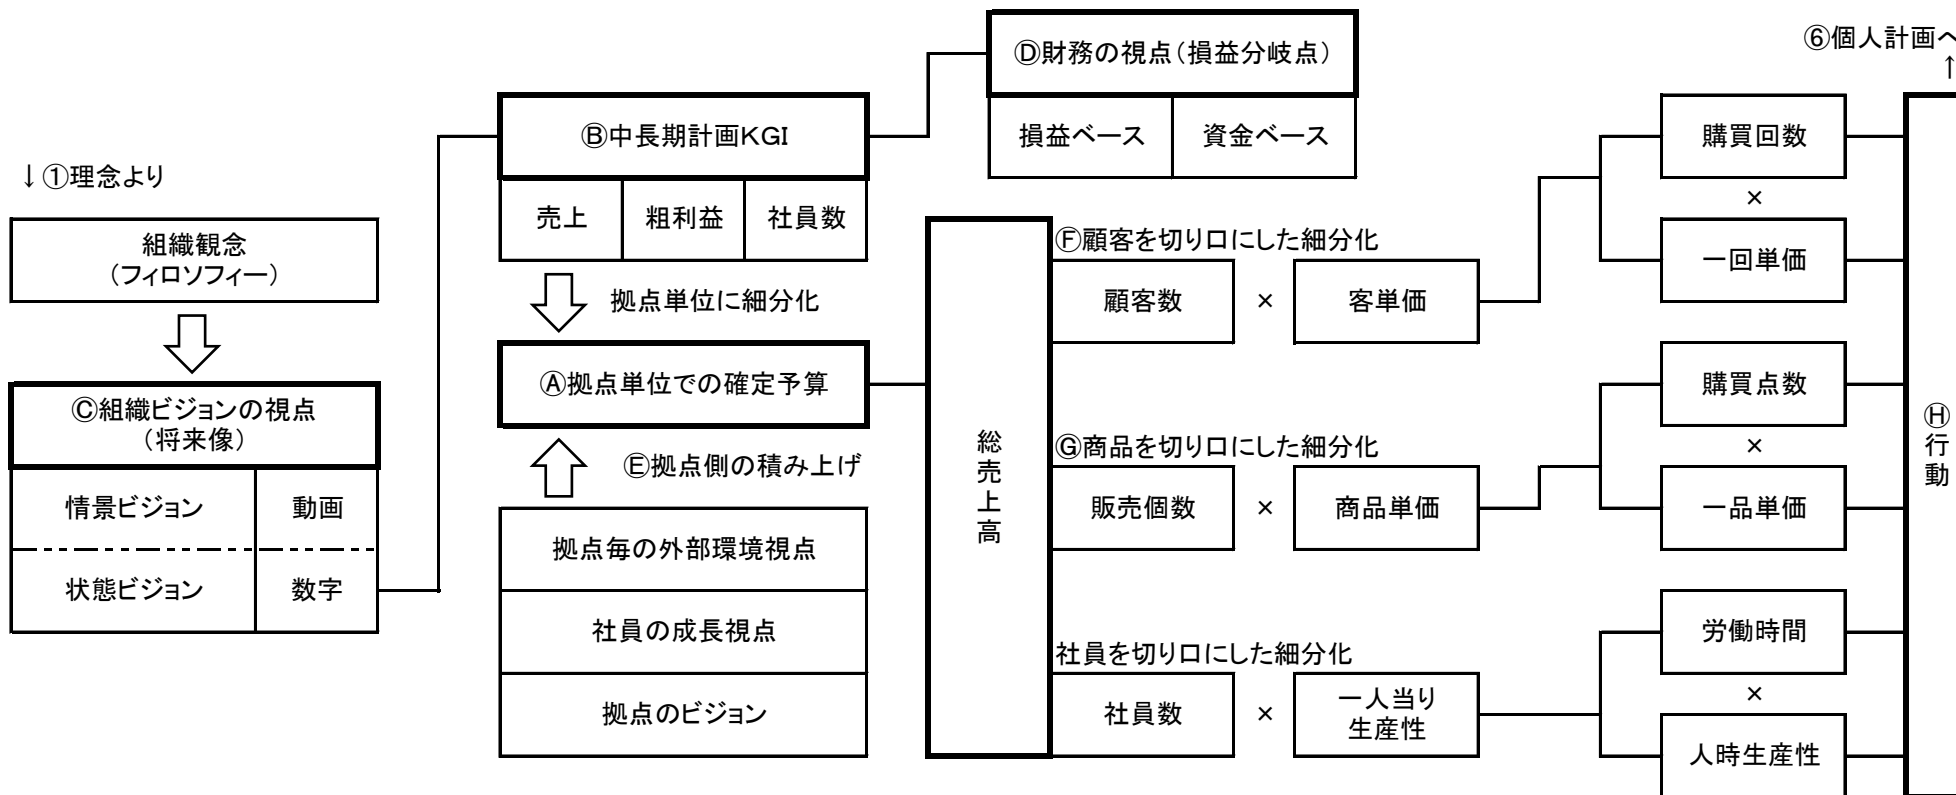 ↓①理念より
組織観念
(フィロソフィー)
Ⓒ組織ビジョンの視点
(将来像)
情景ビジョン
動画
状態ビジョン
数字
Ⓑ中長期計画KGI
売上
粗利益
社員数
拠点単位に細分化
Ⓐ拠点単位での確定予算
Ⓔ拠点側の積み上げ
拠点毎の外部環境視点
社員の成長視点
拠点のビジョン
Ⓓ財務の視点(損益分岐点)
損益ベース
資金ベース
総売上高
Ⓕ顧客を切り口にした細分化
顧客数
×
客単価
購買回数
×
一回単価
Ⓖ商品を切り口にした細分化
販売個数
×
商品単価
購買点数
×
一品単価
社員を切り口にした細分化
社員数
×
一人当り
生産性
労働時間
×
人時生産性
⑥個人計画へ
↑
Ⓗ行動